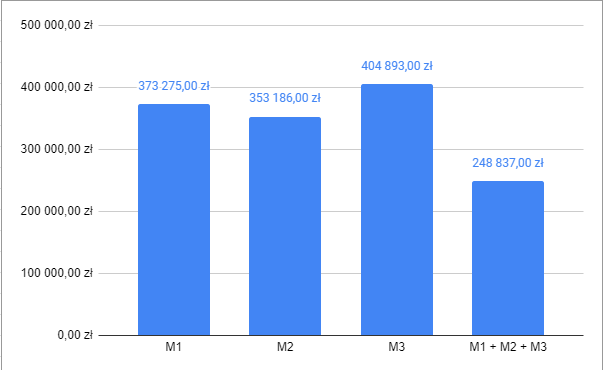 500 000,00 zł
400 000,00 zł
300 000,00 zł
200 000,00 zł
100 000,00 zł
0,00 zł
373 275,00 zł
353 186,00 zł
404 893,00 zł
248 837,00 zł
M1
M2
M3
M1 + M2 + M3